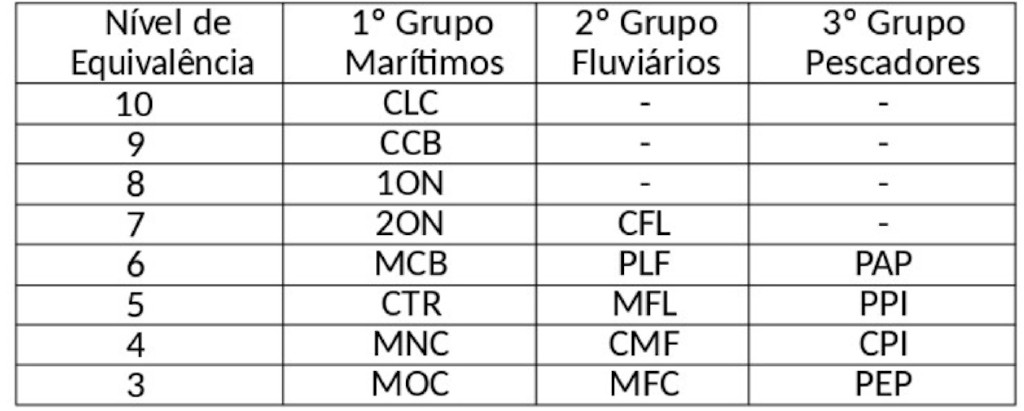 Nível de Equivalência 1º Grupo Marítimos 2º Grupo Fluviários 3º Grupo Pescadores
10 CLC - -
9 CCB - -
8 1ON - -
7 2ON CFL -
6 MCB PLF PAP
5 CTR MFL PPI
4 MNC CMF CPI
3 MOC MFC PEP